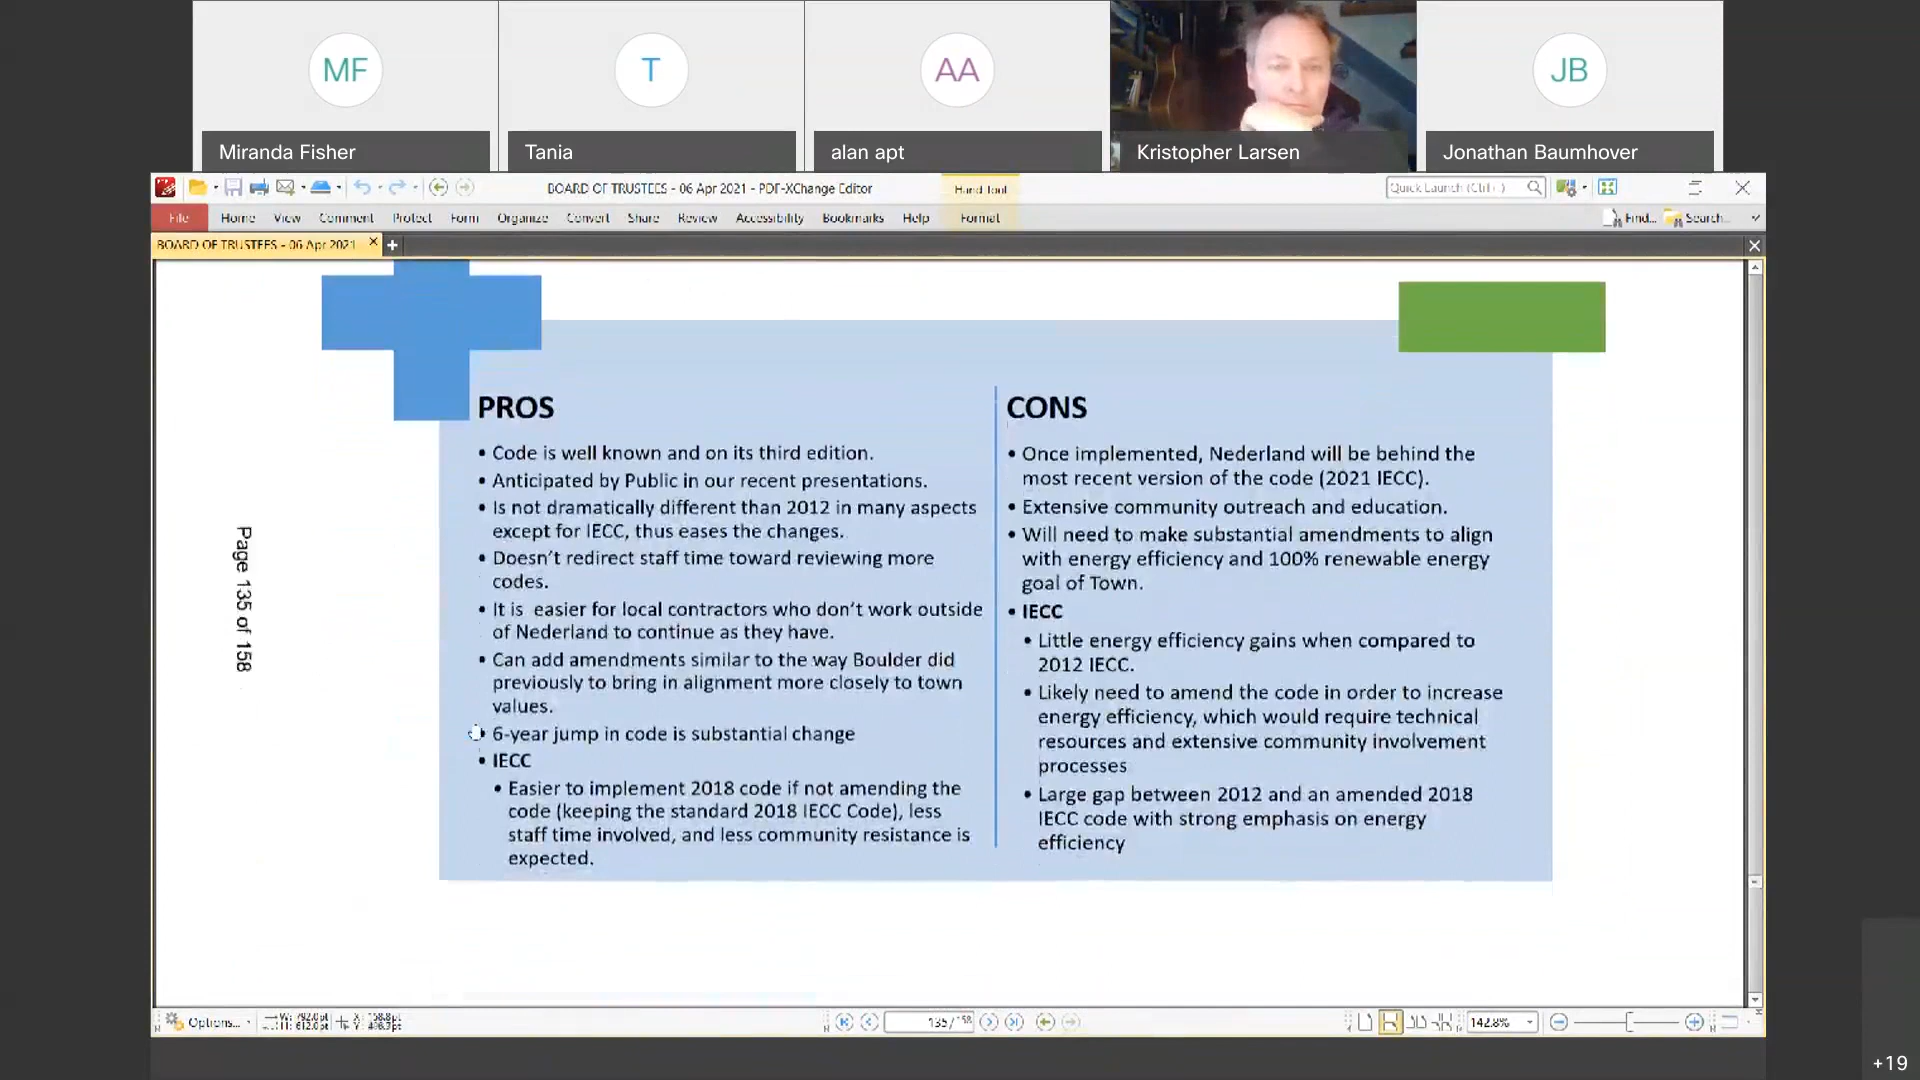 MF
T
AA
JB
Miranda Fisher
Tania
alan apt
Kristopher Larsen
Jonathan Baumhover
BOARD OF TRUSTEES - 06 Apr 2021 - PDF-XChange Editor
Hand Tool
Quick Launch (Ctrl+.)
File Home View Comment Protect Form Organize Convert Share Review Accessibility Bookmarks Help Format
Find... Search...
BOARD OF TRUSTEES - 06 Apr 2021
Page 135 of 158
PROS
• Code is well known and on its third edition.
• Anticipated by Public in our recent presentations.
• Is not dramatically different than 2012 in many aspects
except for IECC, thus eases the changes.
• Doesn't redirect staff time toward reviewing more
codes.
• It is easier for local contractors who don't work outside
of Nederland to continue as they have.
• Can add amendments similar to the way Boulder did
previously to bring in alignment more closely to town
values.
6-year jump in code is substantial change
• IECC
• Easier to implement 2018 code if not amending the
code (keeping the standard 2018 IECC Code), less
staff time involved, and less community resistance is
expected.
CONS
• Once implemented, Nederland will be behind the
most recent version of the code (2021 IECC).
• Extensive community outreach and education.
• Will need to make substantial amendments to align
with energy efficiency and 100% renewable energy
goal of Town.
• IECC
• Little energy efficiency gains when compared to
2012 IECC.
• Likely need to amend the code in order to increase
energy efficiency, which would require technical
resources and extensive community involvement
processes
• Large gap between 2012 and an amended 2018
IECC code with strong emphasis on energy
efficiency
Options...
W: 792.0pt
H: 612.0pt
135/158
142.8%
+19